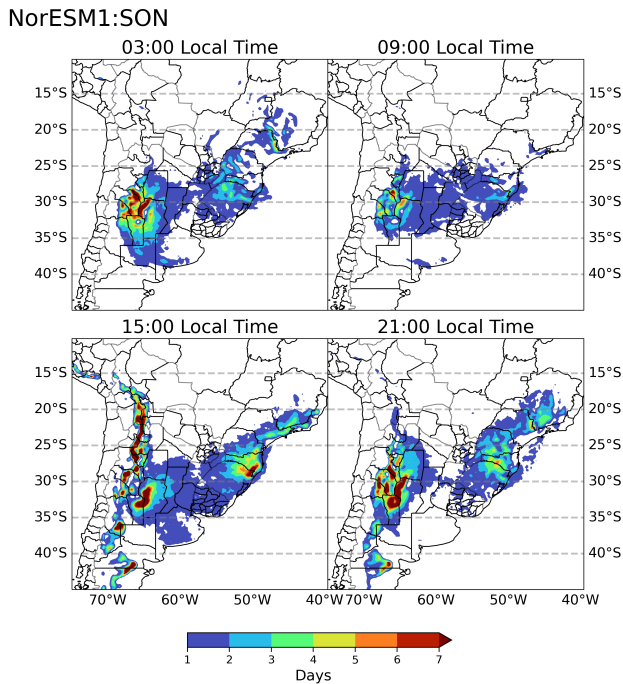 NorESM1:SON
03:00 Local Time
09:00 Local Time
15°S
20°S
25°S
30°S
35°S
40°S
15°S
20°S
25°S
30°S
35°S
40°S
15:00 Local Time
21:00 Local Time
15°S
20°S
25°S
30°S
35°S
40°S
15°S
20°S
25°S
30°S
35°S
40°S
70°W 60°W 50°W 40°W 70°W 60°W 50°W 40°W
1 2 3 4 5 6 7
Days